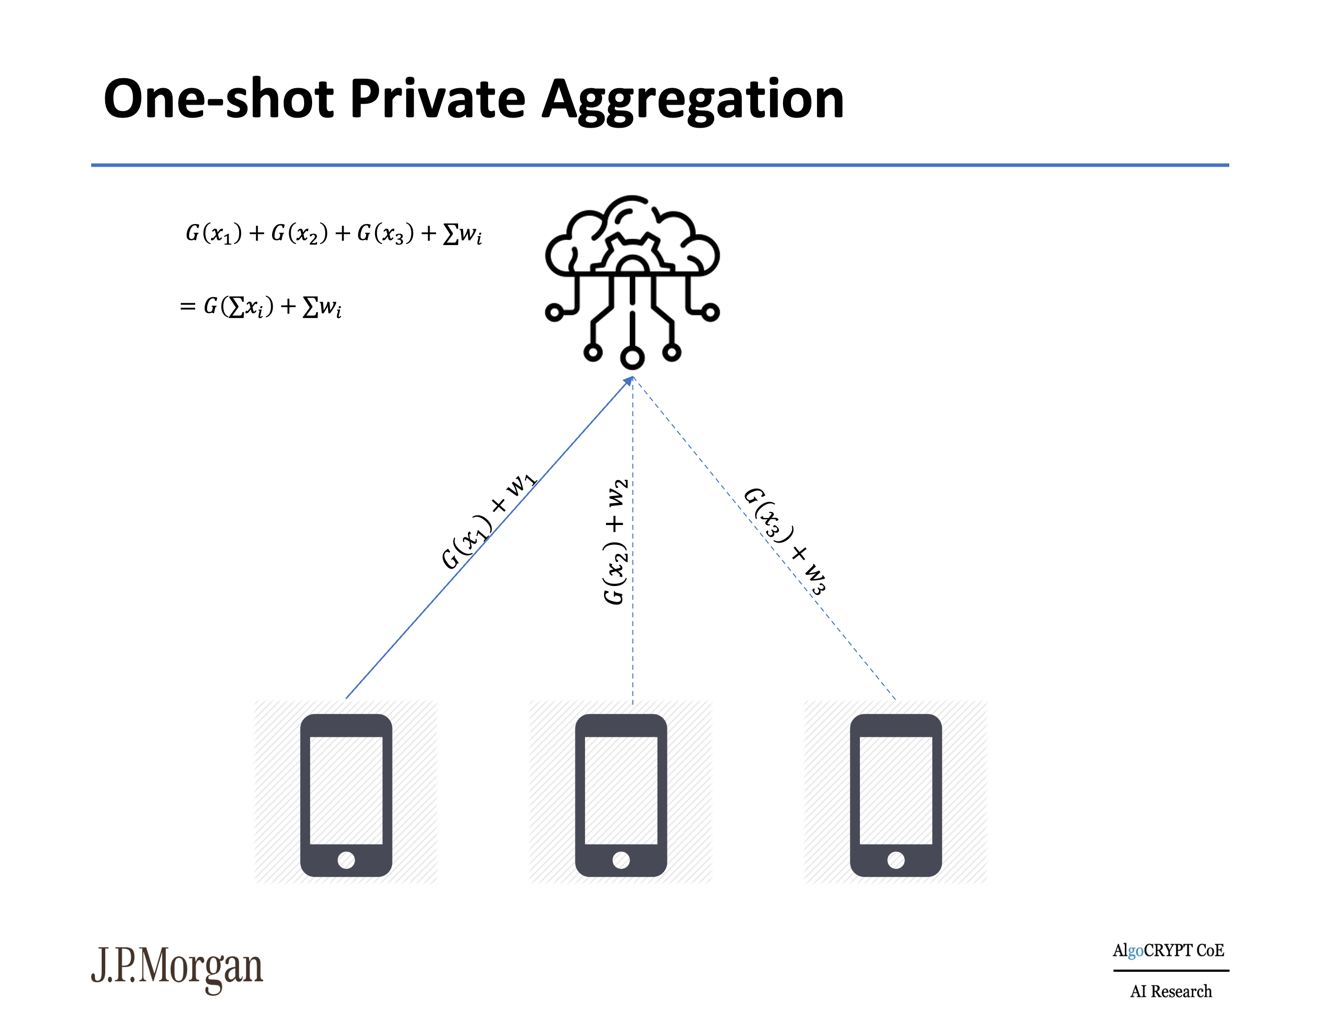 One-shot Private Aggregation
G(x₁) + G(x₂) + G(x₃) + ∑wᵢ
= G(∑xᵢ) + ∑wᵢ
G(x₁) + w₁
G(x₂) + w₂
G(x₃) + w₃
J.P.Morgan
AlgoCRYPT CoE
AI Research